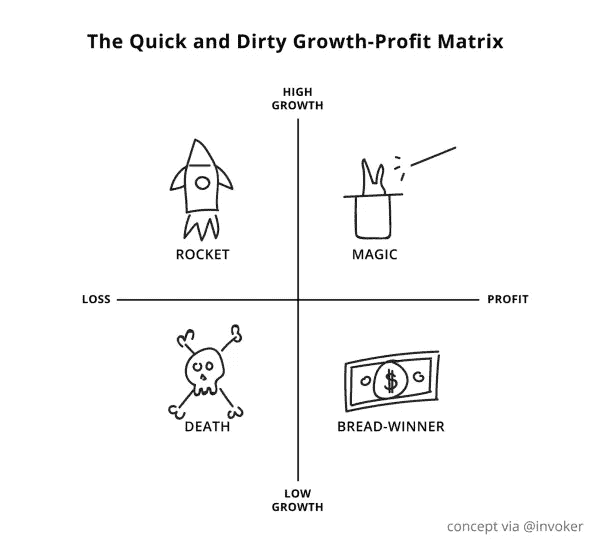 The Quick and Dirty Growth-Profit Matrix
HIGH
GROWTH
ROCKET
MAGIC
LOSS
PROFIT
$
DEATH
BREAD-WINNER
LOW
GROWTH
concept via @invoker